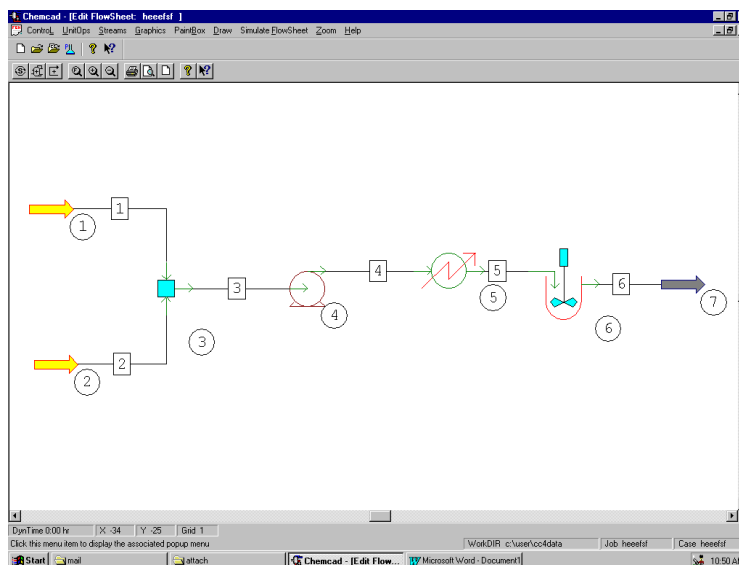 Chemcad - [Edit FlowSheet: heeefsf ]
ControL UnitOps Streams Graphics PaintBox Draw Simulate FlowSheet Zoom Help
1
1
4
5
6
3
5
4
7
6
3
2
2
DynTime 0:00 hr X -34 Y -25 Grid 1
Click this menu item to display the associated popup menu WorkDIR c:\user\cc4data Job heeefsf Case heeefsf
Start mail attach Chemcad - [Edit Flow... Microsoft Word - Document1] 10:50 AM